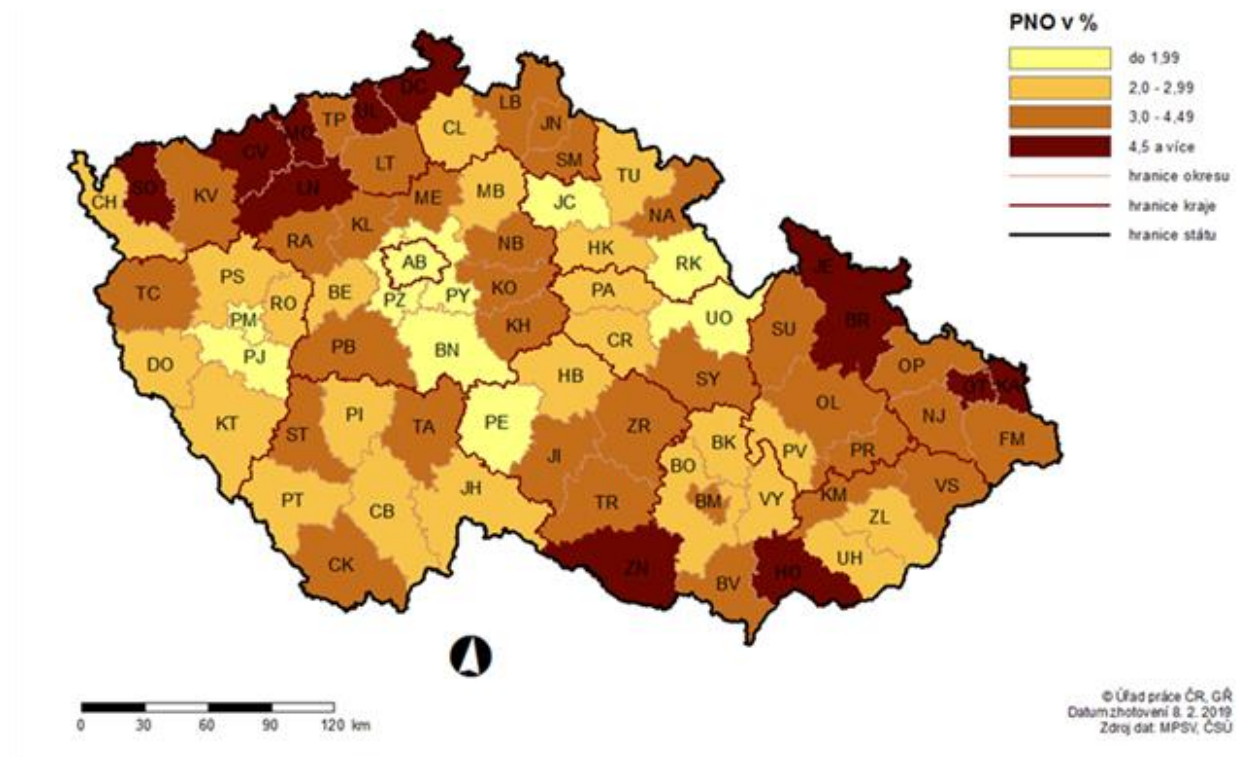 PNO v %
do 1,99
2,0 - 2,99
3,0 - 4,49
4,5 a více
hranice okresu
hranice kraje
hranice státu
DC
LB
UL
TP
JN
MO
CL
CV
SM
LT
TU
SO
LN
MB
KV
ME
JC
CH
NA
KL
RA
NB
HK
AB
RK
JE
PS
TC
KO
PA
BE
RO
PZ
PY
PM
UO
BR
KH
SU
CR
PB
BN
PJ
DO
OP
HB
SY
OT
KA
OL
PI
NJ
KT
PE
TA
ZR
ST
FM
BK
PR
PV
JI
BO
VS
JH
KM
PT
TR
BM
VY
CB
ZL
UH
CK
ZN
HO
BV
0 30 60 90 120 km
© Úřad práce ČR, GŘ
Datum zhotovení 8. 2. 2019
Zdroj dat: MPSV, ČSÚ